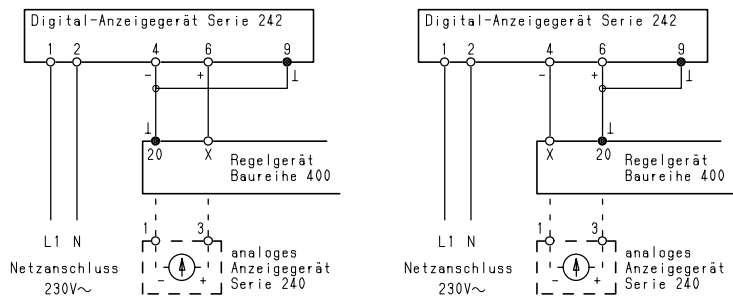 Digital-Anzeigegerät Serie 242
1 2 4 6 9
- + ⊥
⊥
20 X
Regelgerät
Baureihe 400
1 3
L1 N
Netzanschluss
230V~
- +
analoges
Anzeigegerät
Serie 240
Digital-Anzeigegerät Serie 242
1 2 4 6 9
- + ⊥
⊥
X 20
Regelgerät
Baureihe 400
1 3
L1 N
Netzanschluss
230V~
- +
analoges
Anzeigegerät
Serie 240